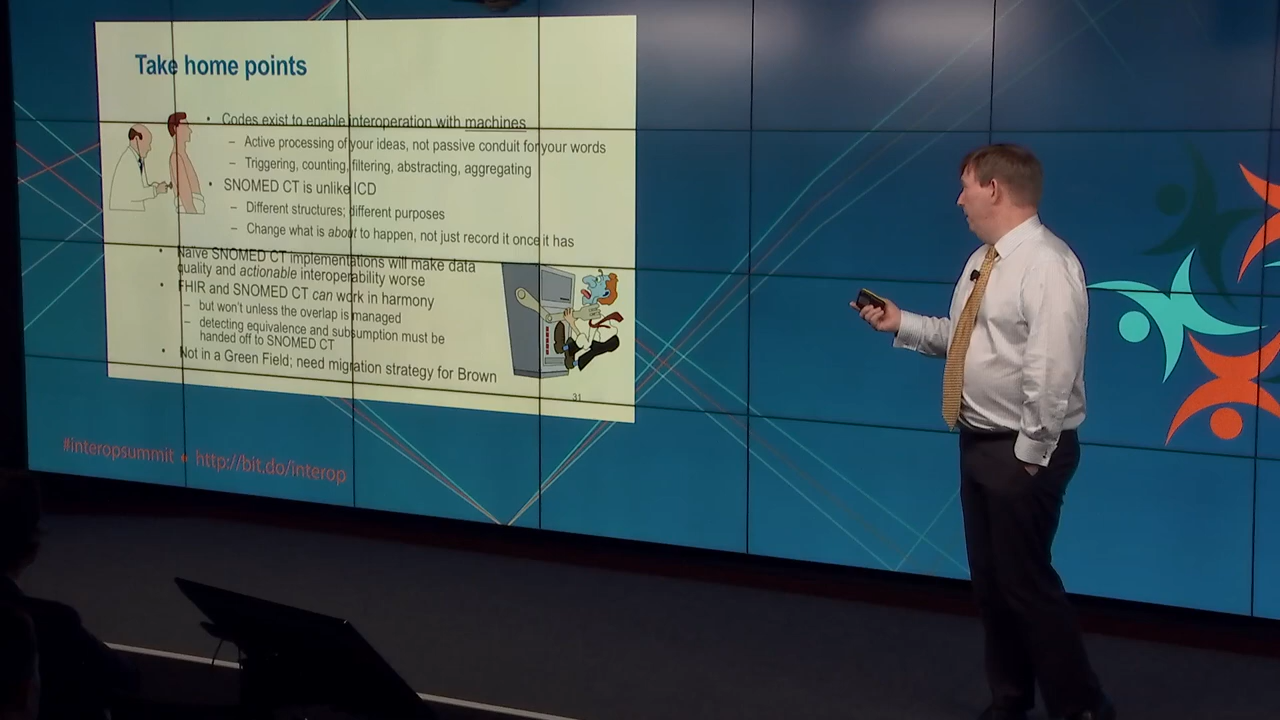 Take home points
• Codes exist to enable interoperation with machines
– Active processing of your ideas, not passive conduit for your words
– Triggering, counting, filtering, abstracting, aggregating
• SNOMED CT is unlike ICD
– Different structures; different purposes
– Change what is about to happen, not just record it once it has
• Naïve SNOMED CT implementations will make data
quality and actionable interoperability worse
• FHIR and SNOMED CT can work in harmony
– but won't unless the overlap is managed
– detecting equivalence and subsumption must be
handed off to SNOMED CT
• Not in a Green Field; need migration strategy for Brown
31
#interopsummit • http://bit.do/interop